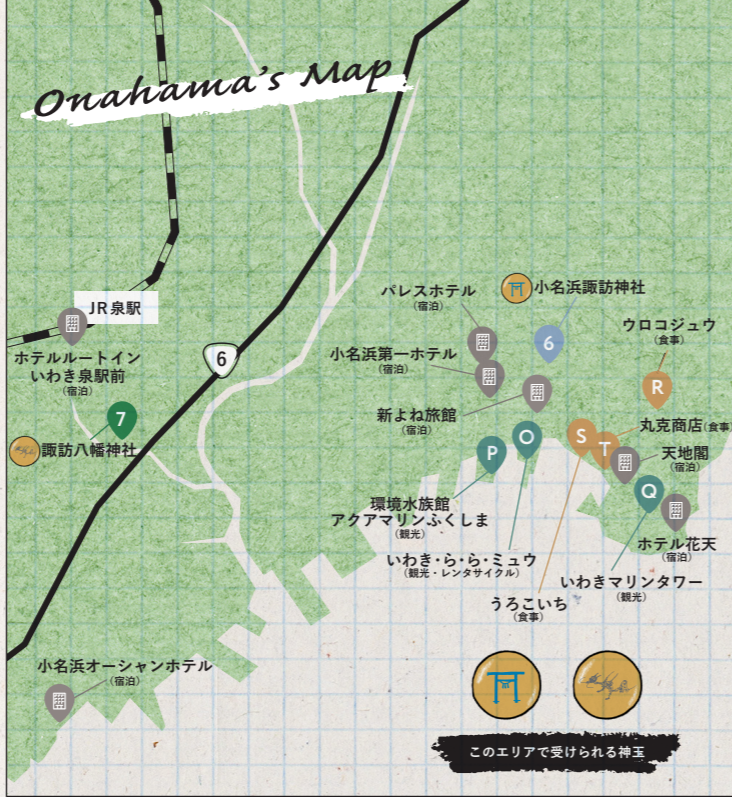 Onahama's Map
JR泉駅
ホテルルートイン
いわき泉駅前
(宿泊)
6
7
諏訪八幡神社
パレスホテル
(宿泊)
小名浜諏訪神社
6
小名浜第一ホテル
(宿泊)
ウロコジュウ
(食事)
R
新よね旅館
(宿泊)
丸克商店(食事)
S
T
O
P
天地閣
(宿泊)
Q
環境水族館
アクアマリンふくしま
(観光)
ホテル花天
(宿泊)
いわき・ら・ら・ミュウ
(観光・レンタサイクル)
いわきマリンタワー
(観光)
うろこいち
(食事)
小名浜オーシャンホテル
(宿泊)
このエリアで受けられる神玉